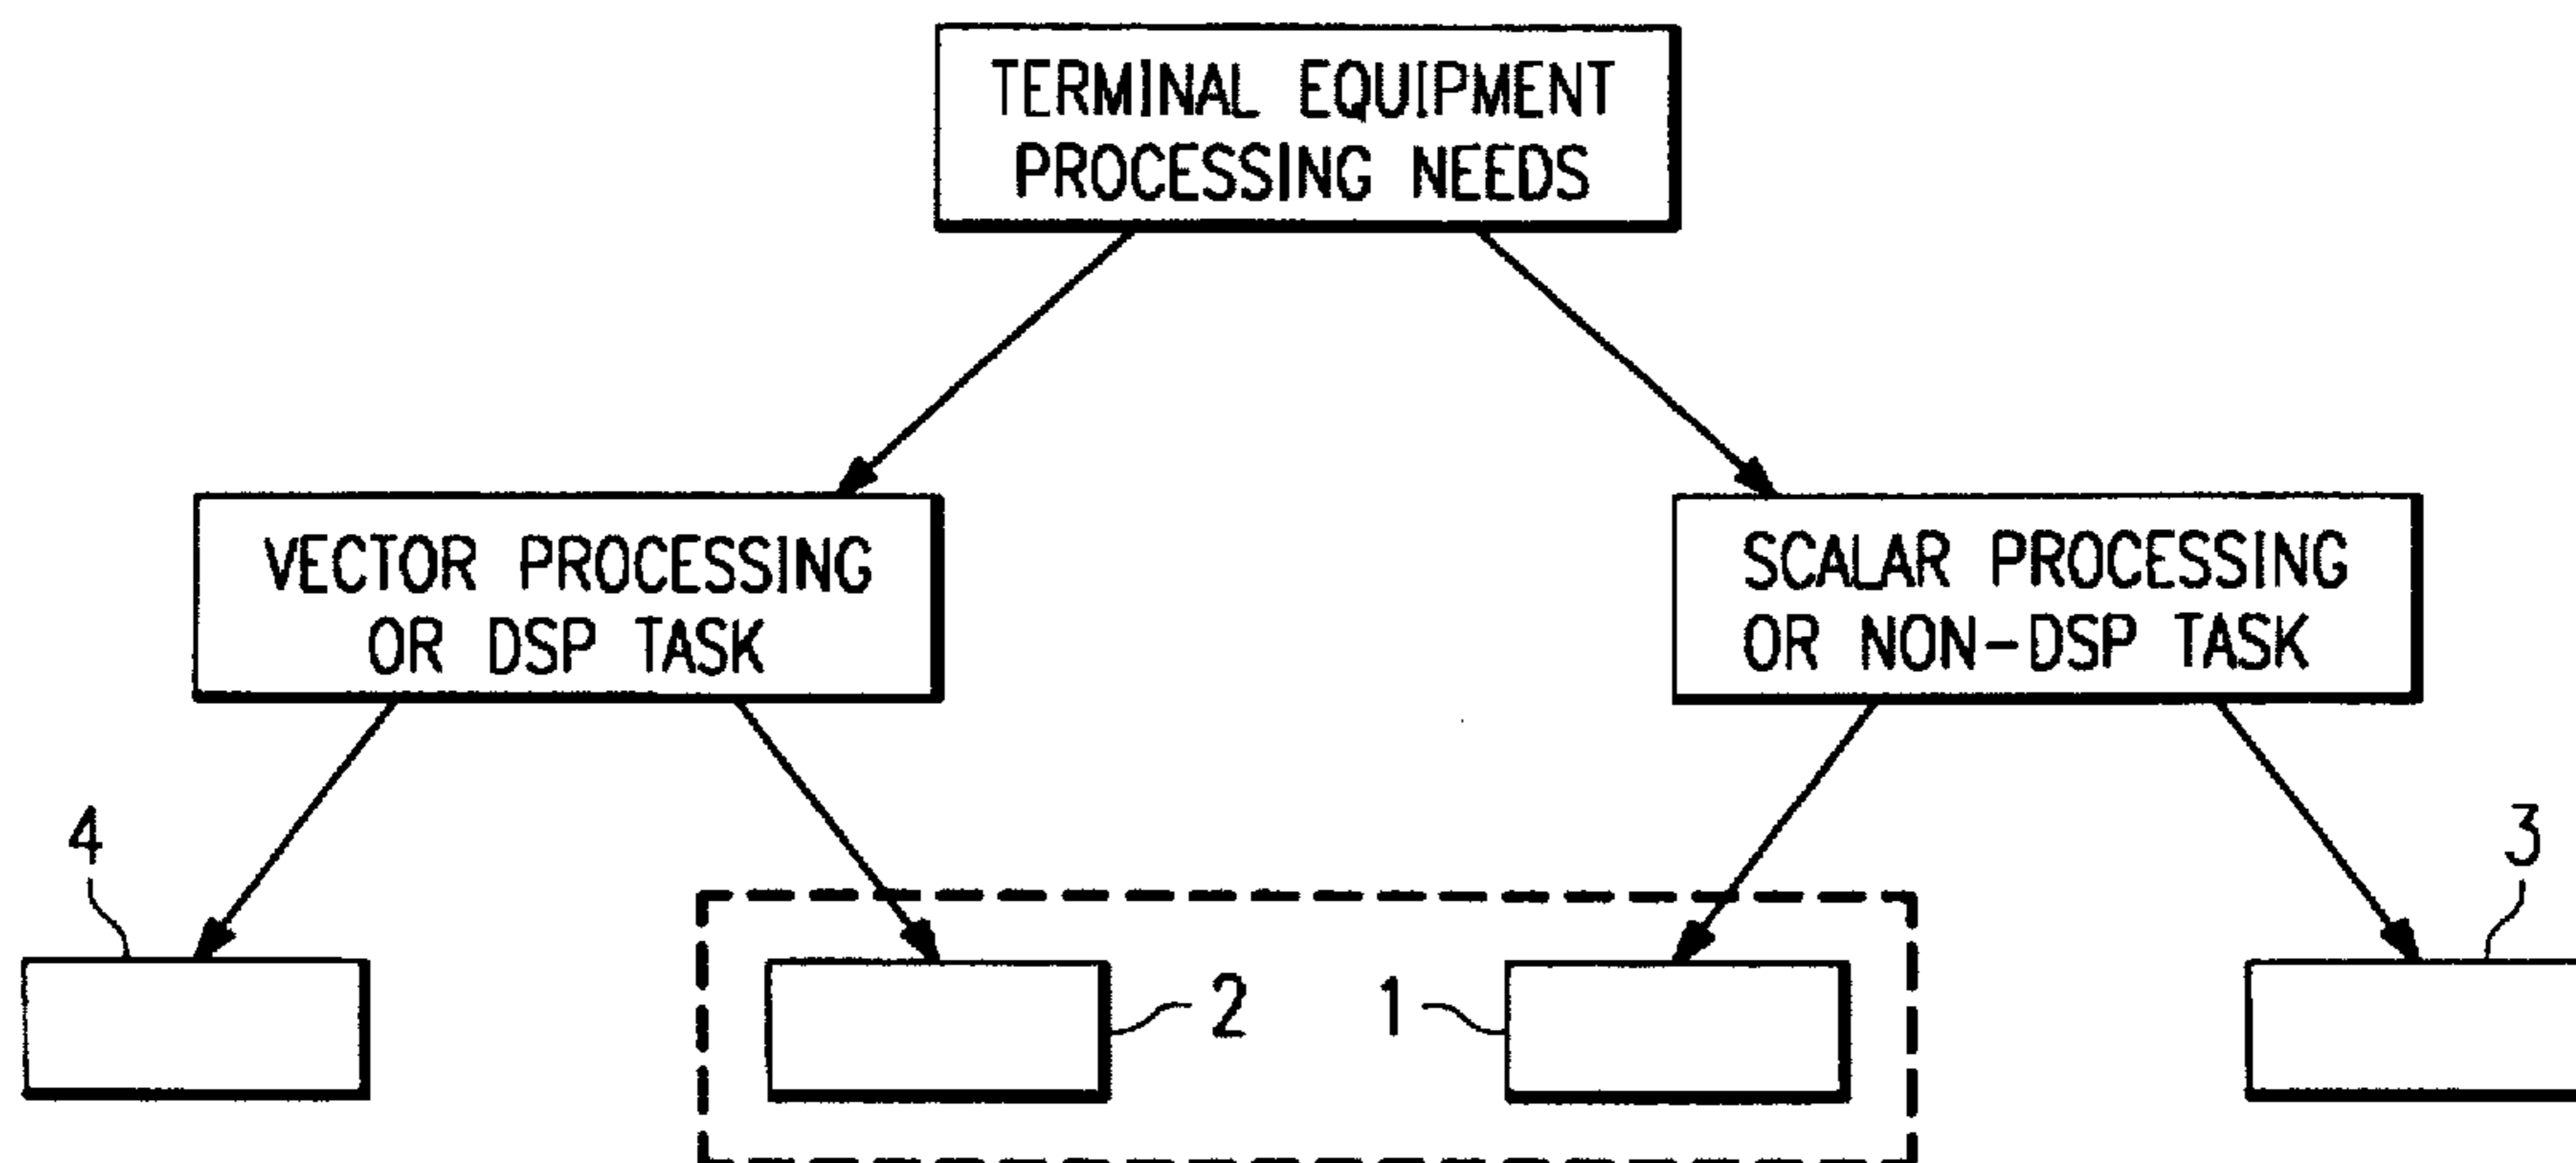 TERMINAL EQUIPMENT
PROCESSING NEEDS
VECTOR PROCESSING
OR DSP TASK
SCALAR PROCESSING
OR NON-DSP TASK
4
3
2
1